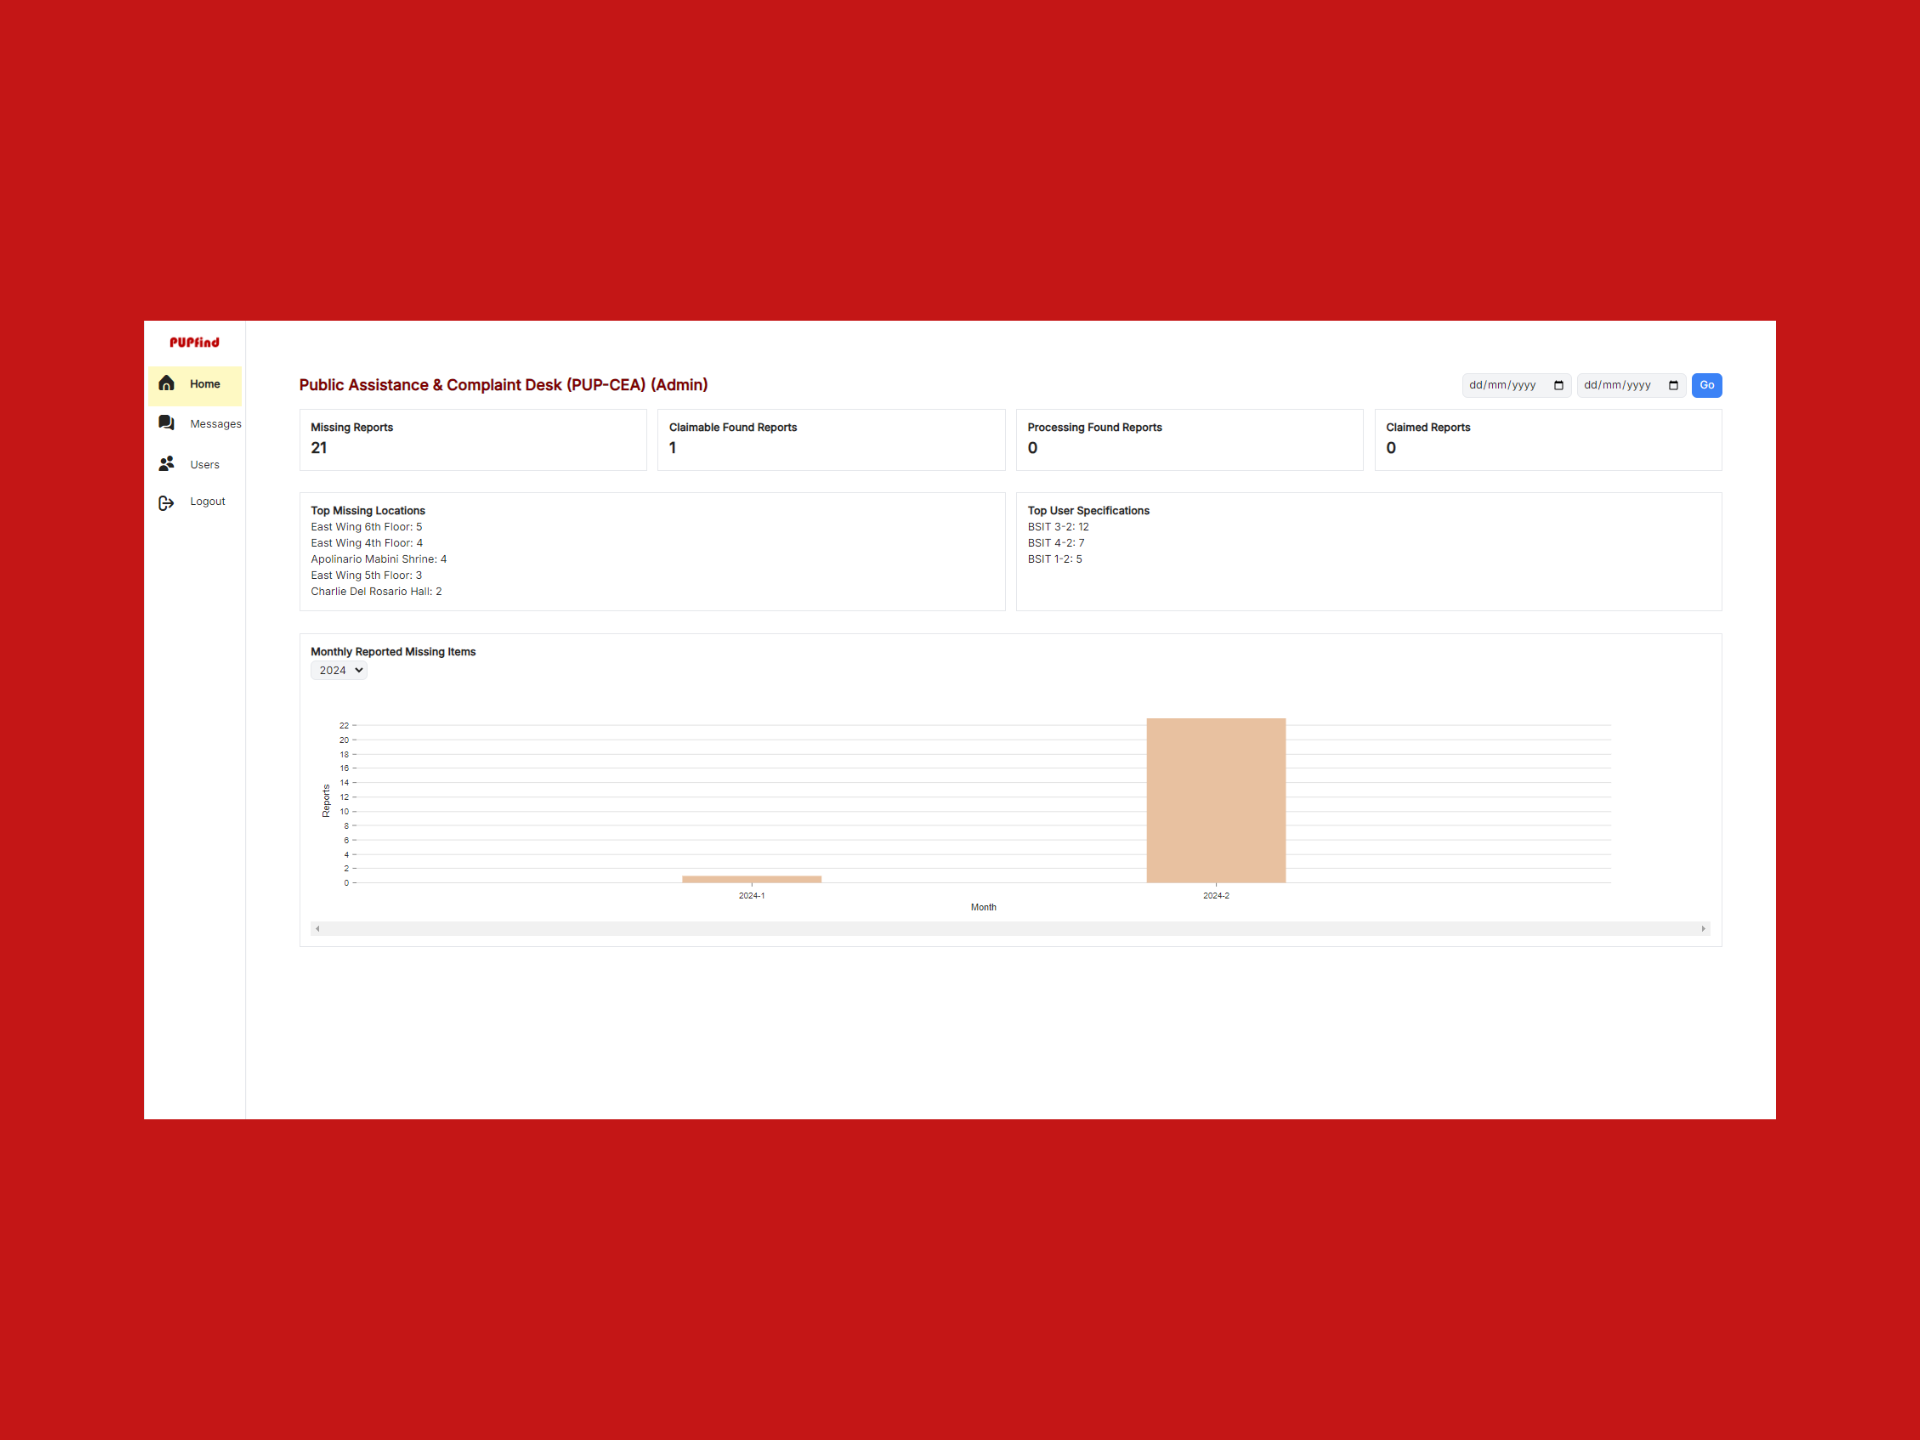 PUPfind
Home
Messages
Users
Logout
Public Assistance & Complaint Desk (PUP-CEA) (Admin)
dd/mm/yyyy dd/mm/yyyy Go
Missing Reports
21
Claimable Found Reports
1
Processing Found Reports
0
Claimed Reports
0
Top Missing Locations
East Wing 6th Floor: 5
East Wing 4th Floor: 4
Apolinario Mabini Shrine: 4
East Wing 5th Floor: 3
Charlie Del Rosario Hall: 2
Top User Specifications
BSIT 3-2: 12
BSIT 4-2: 7
BSIT 1-2: 5
Monthly Reported Missing Items
2024
22
20
18
16
14
12
10
8
6
4
2
0
Reports
2024-1 2024-2
Month